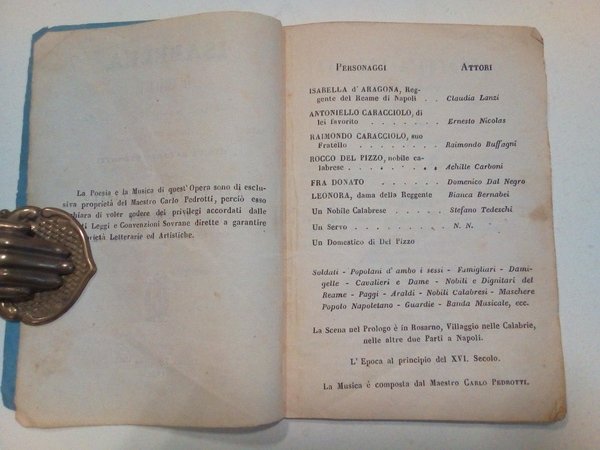 La Poesia e la Musica di quest' Opera sono di esclu-
siva proprietà del Maestro Carlo Pedrotti, perciò esso
hiara di voler godere dei privilegi accordati dalle
i Leggi e Convenzioni Sovrane dirette a garantire
rietà Letterarie ed Artistiche.
PERSONAGGI ATTORI
ISABELLA d' ARAGONA, Reg-
gente del Reame di Napoli . . Claudia Lanzi
ANTONIELLO CARACCIOLO, di
lei favorito . . . . . . . Ernesto Nicolas
RAIMONDO CARACCIOLO, suo
Fratello . . . . . . . . Raimondo Buffagni
ROCCO DEL PIZZO, nobile ca-
labrese . . . . . . . . Achille Carboni
FRA DONATO . . . . . . Domenico Dal Negro
LEONORA, dama della Reggente Bianca Bernabei
Un Nobile Calabrese . . . . Stefano Tedeschi
Un Servo . . . . . . . . N. N.
Un Domestico di Del Pizzo
Soldati - Popolani d' ambo i sessi - Famigliari - Dami-
gelle - Cavalieri e Dame - Nobili e Dignitari del
Reame - Paggi - Araldi - Nobili Calabresi - Maschere
Popolo Napoletano - Guardie - Banda Musicale, ecc.
La Scena nel Prologo è in Rosarno, Villaggio nelle Calabrie,
nelle altre due Parti a Napoli.
L' Epoca al principio del XVI. Secolo.
La Musica è composta dal Maestro CARLO PEDROTTI.